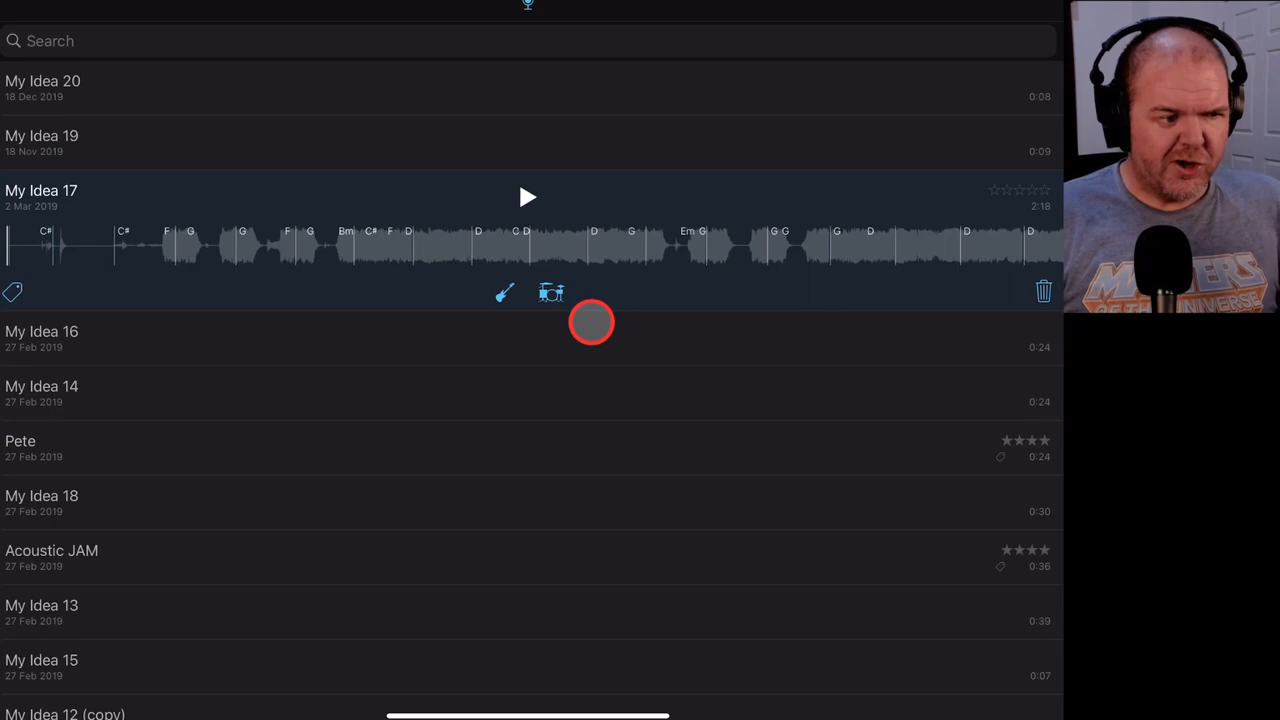 Search
My Idea 20
18 Dec 2019
0:08
My Idea 19
18 Nov 2019
0:09
My Idea 17
2 Mar 2019
2:18
C# C# F G G F G Bm C# F D D C D D G Em G G G G D D D
My Idea 16
27 Feb 2019
0:24
My Idea 14
27 Feb 2019
0:24
Pete
27 Feb 2019
0:24
My Idea 18
27 Feb 2019
0:30
Acoustic JAM
27 Feb 2019
0:36
My Idea 13
27 Feb 2019
0:39
My Idea 15
27 Feb 2019
0:07
My Idea 12 (copy)
MASTERS
OF THE UNIVERSE